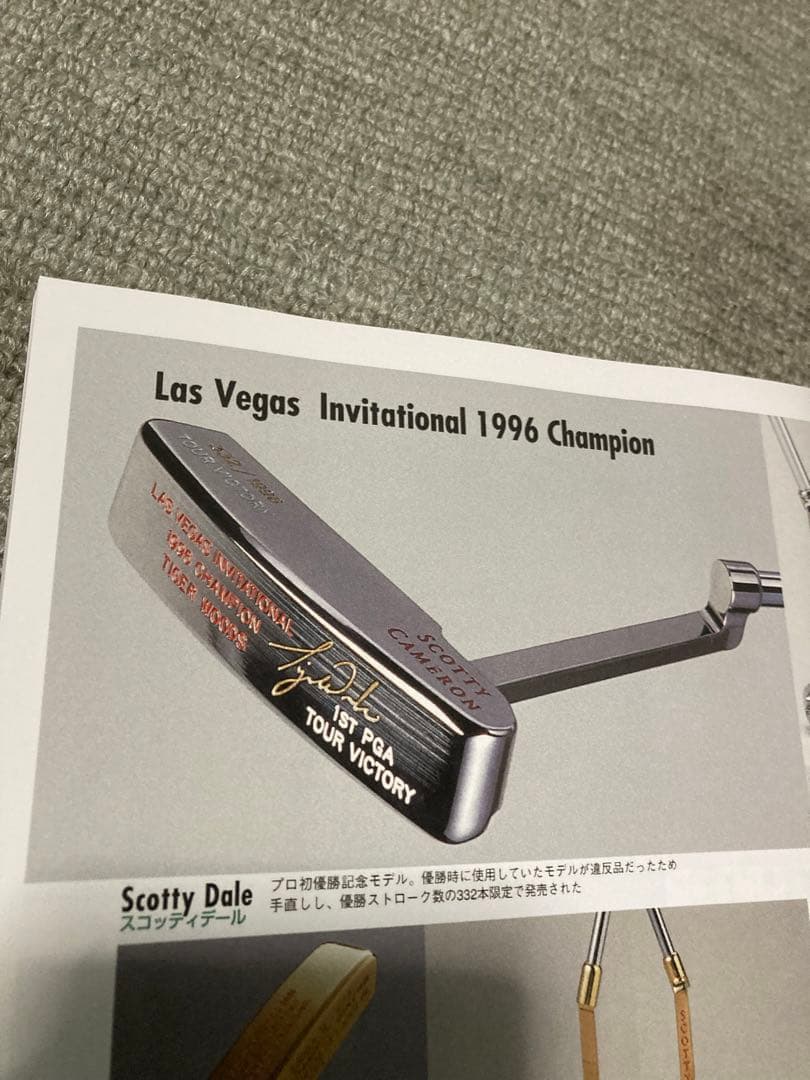 Las Vegas Invitational 1996 Champion
TOUR VICTORY
LAS VEGAS INVITATIONAL
1996 CHAMPION
TIGER WOODS
SCOTTY
CAMERON
1ST PGA
TOUR VICTORY
Scotty Dale
スコッティデール
プロ初優勝記念モデル。優勝時に使用していたモデルが違反品だったため
手直しし、優勝ストローク数の332本限定で発売された